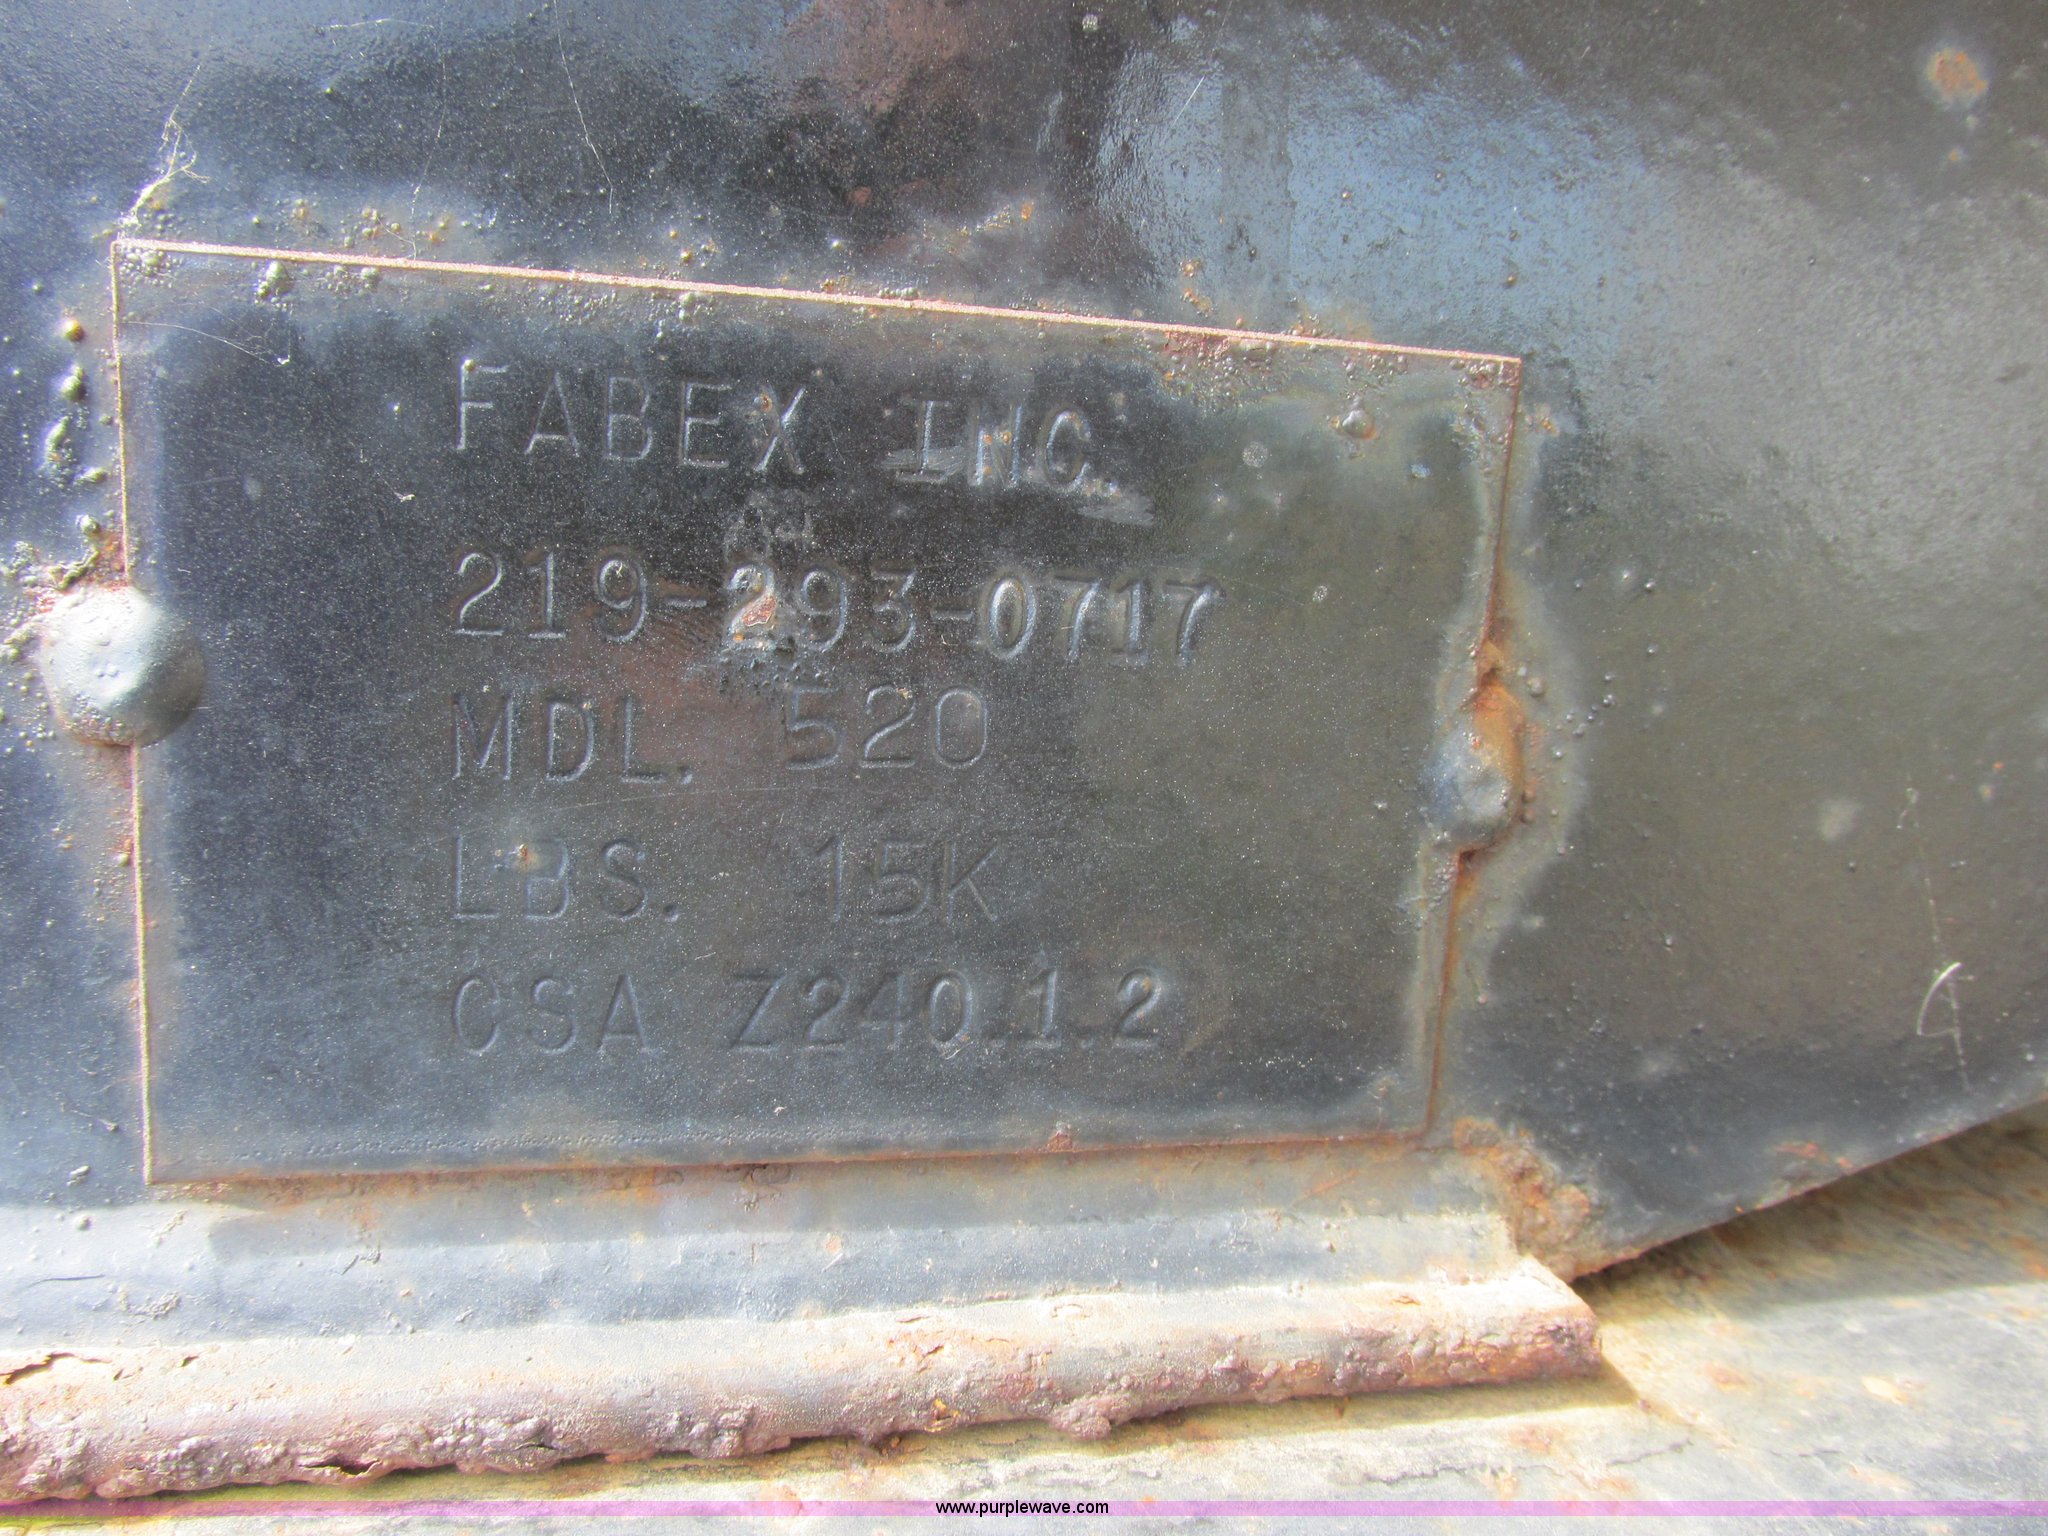 FABEX INC.
219-293-0717
MDL. 520
LBS. 15K
CSA Z240.1.2
www.purplewave.com